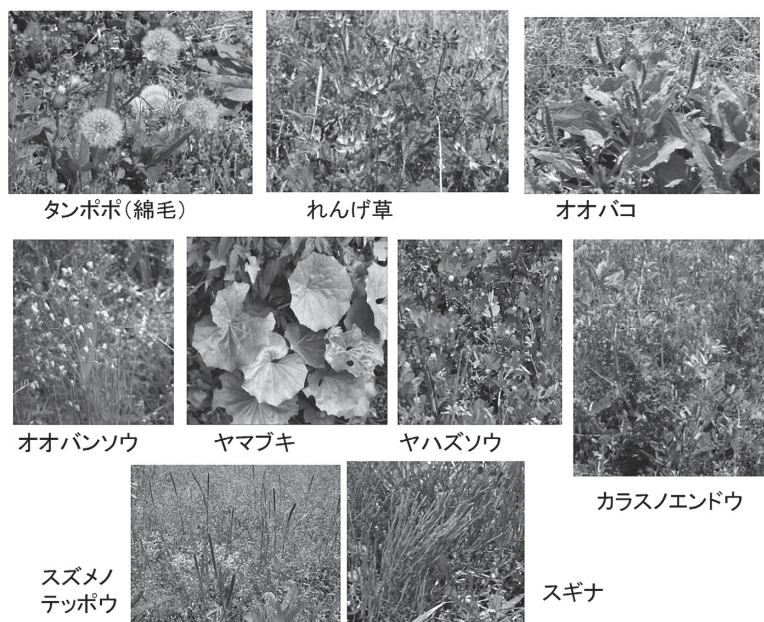 タンポポ（綿毛）
れんげ草
オオバコ
オオバンソウ
ヤマブキ
ヤハズソウ
カラスノエンドウ
スズメノ
テッポウ
スギナ